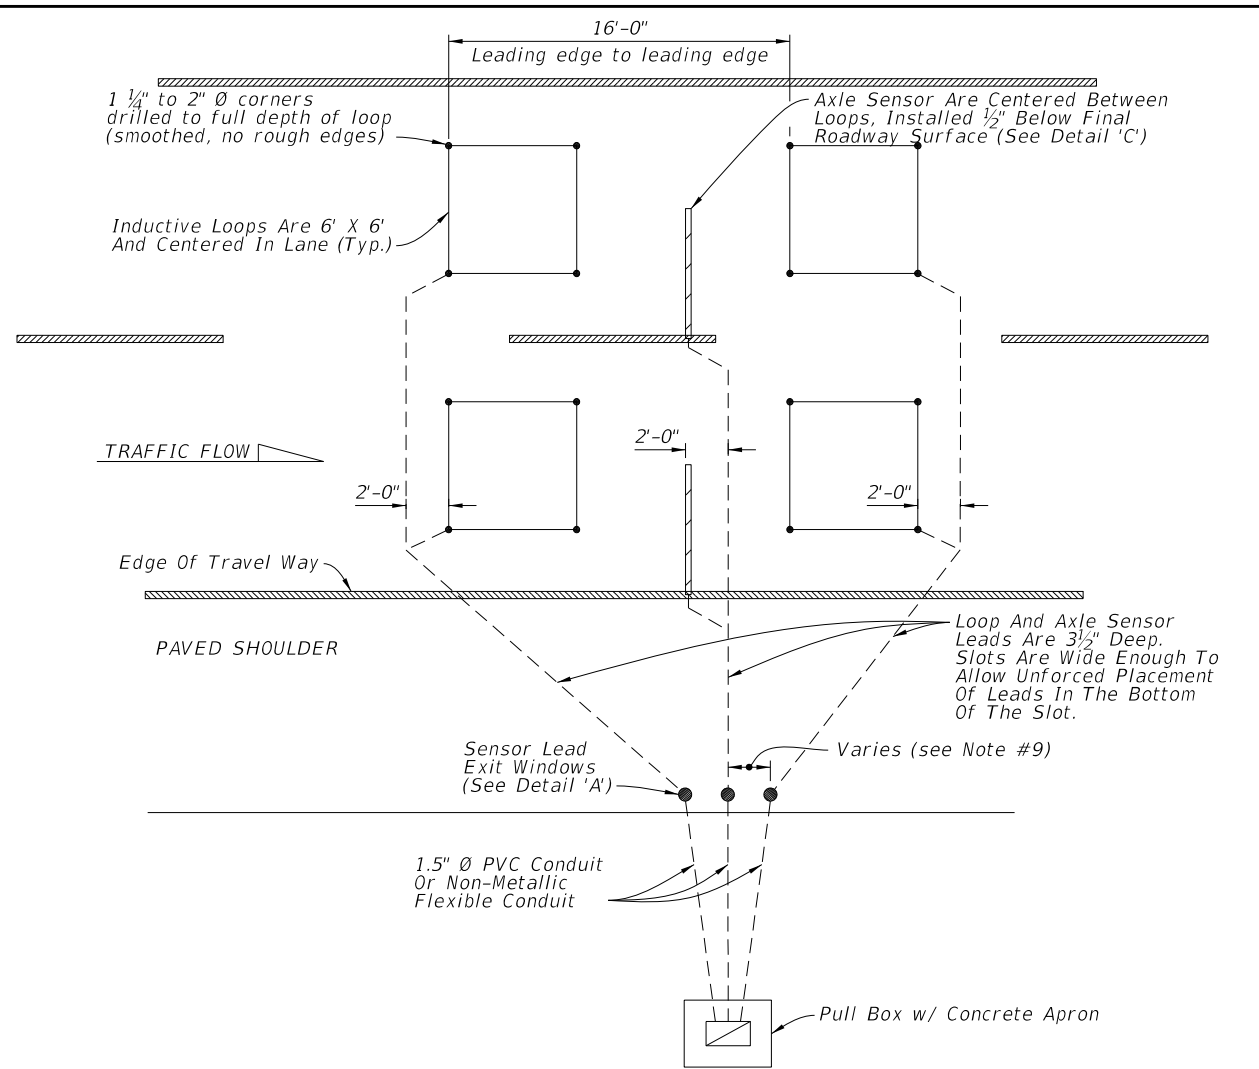 16'-0"
Leading edge to leading edge
1 ¼" to 2" Ø corners
drilled to full depth of loop
(smoothed, no rough edges)
Axle Sensor Are Centered Between
Loops, Installed ½" Below Final
Roadway Surface (See Detail 'C')
Inductive Loops Are 6' X 6'
And Centered In Lane (Typ.)
TRAFFIC FLOW
2'-0"
2'-0"
2'-0"
Edge Of Travel Way
PAVED SHOULDER
Loop And Axle Sensor
Leads Are 3½" Deep.
Slots Are Wide Enough To
Allow Unforced Placement
Of Leads In The Bottom
Of The Slot.
Sensor Lead
Exit Windows
(See Detail 'A')
Varies (see Note #9)
1.5" Ø PVC Conduit
Or Non-Metallic
Flexible Conduit
Pull Box w/ Concrete Apron